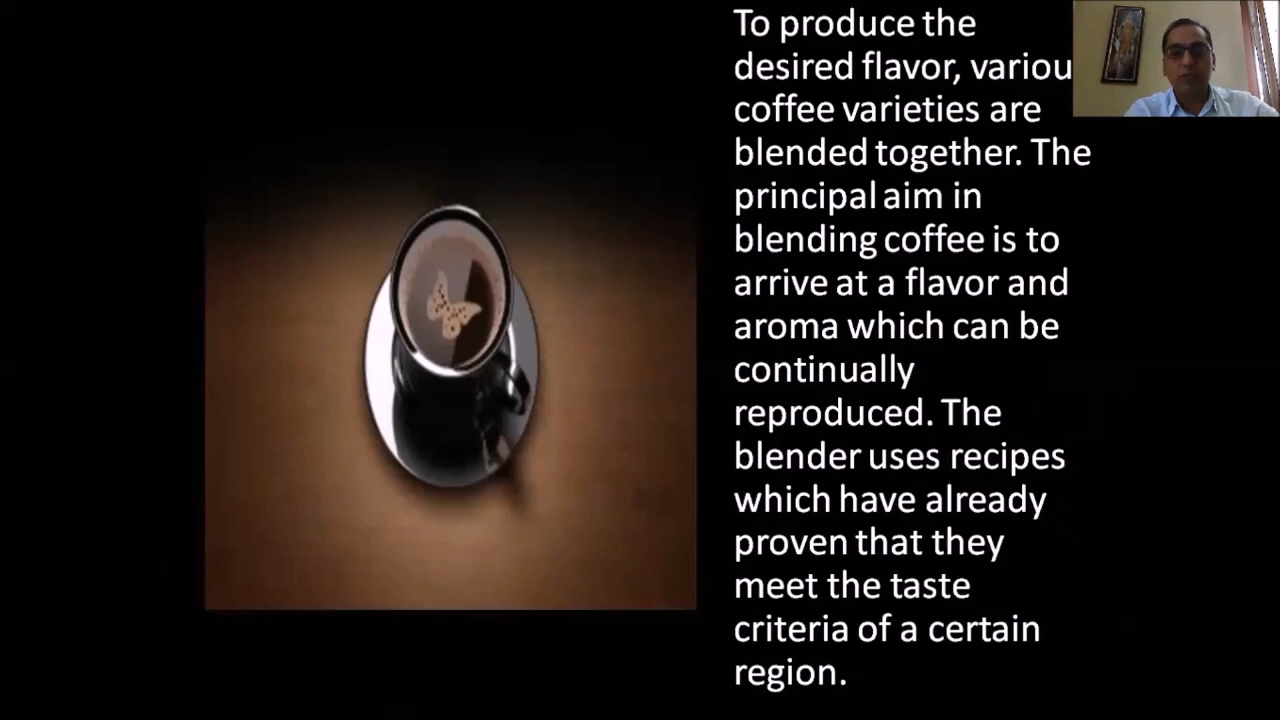 To produce the
desired flavor, variou
coffee varieties are
blended together. The
principal aim in
blending coffee is to
arrive at a flavor and
aroma which can be
continually
reproduced. The
blender uses recipes
which have already
proven that they
meet the taste
criteria of a certain
region.